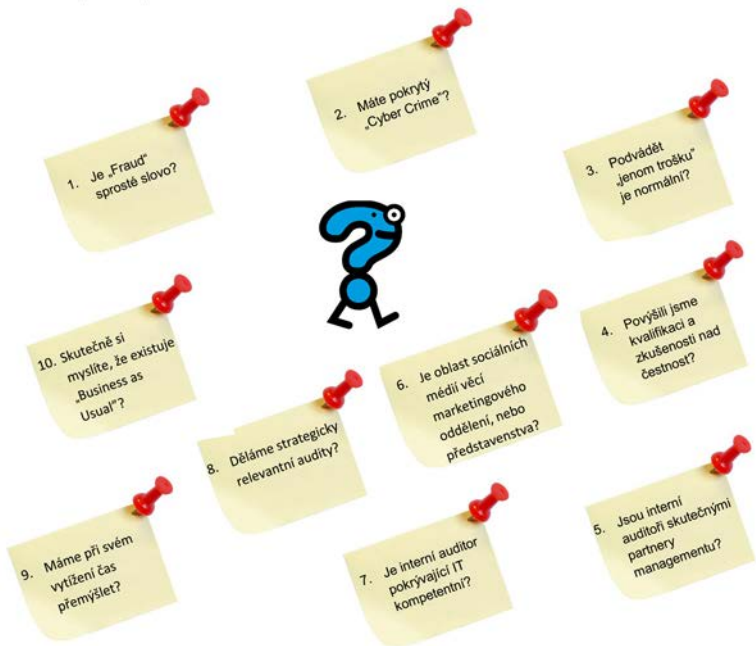 1. Je „Fraud"
sprosté slovo?
2. Máte pokrytý
„Cyber Crime"?
3. Podvádět
„jenom trošku"
je normální?
4. Povýšili jsme
kvalifikaci a
zkušenosti nad
čestnost?
5. Jsou interní
auditoři skutečnými
partnery
managementu?
6. Je oblast sociálních
médií věcí
marketingového
oddělení, nebo
představenstva?
7. Je interní auditor
pokrývající IT
kompetentní?
8. Děláme strategicky
relevantní audity?
9. Máme při svém
vytížení čas
přemýšlet?
10. Skutečně si
myslíte, že existuje
„Business as
Usual"?